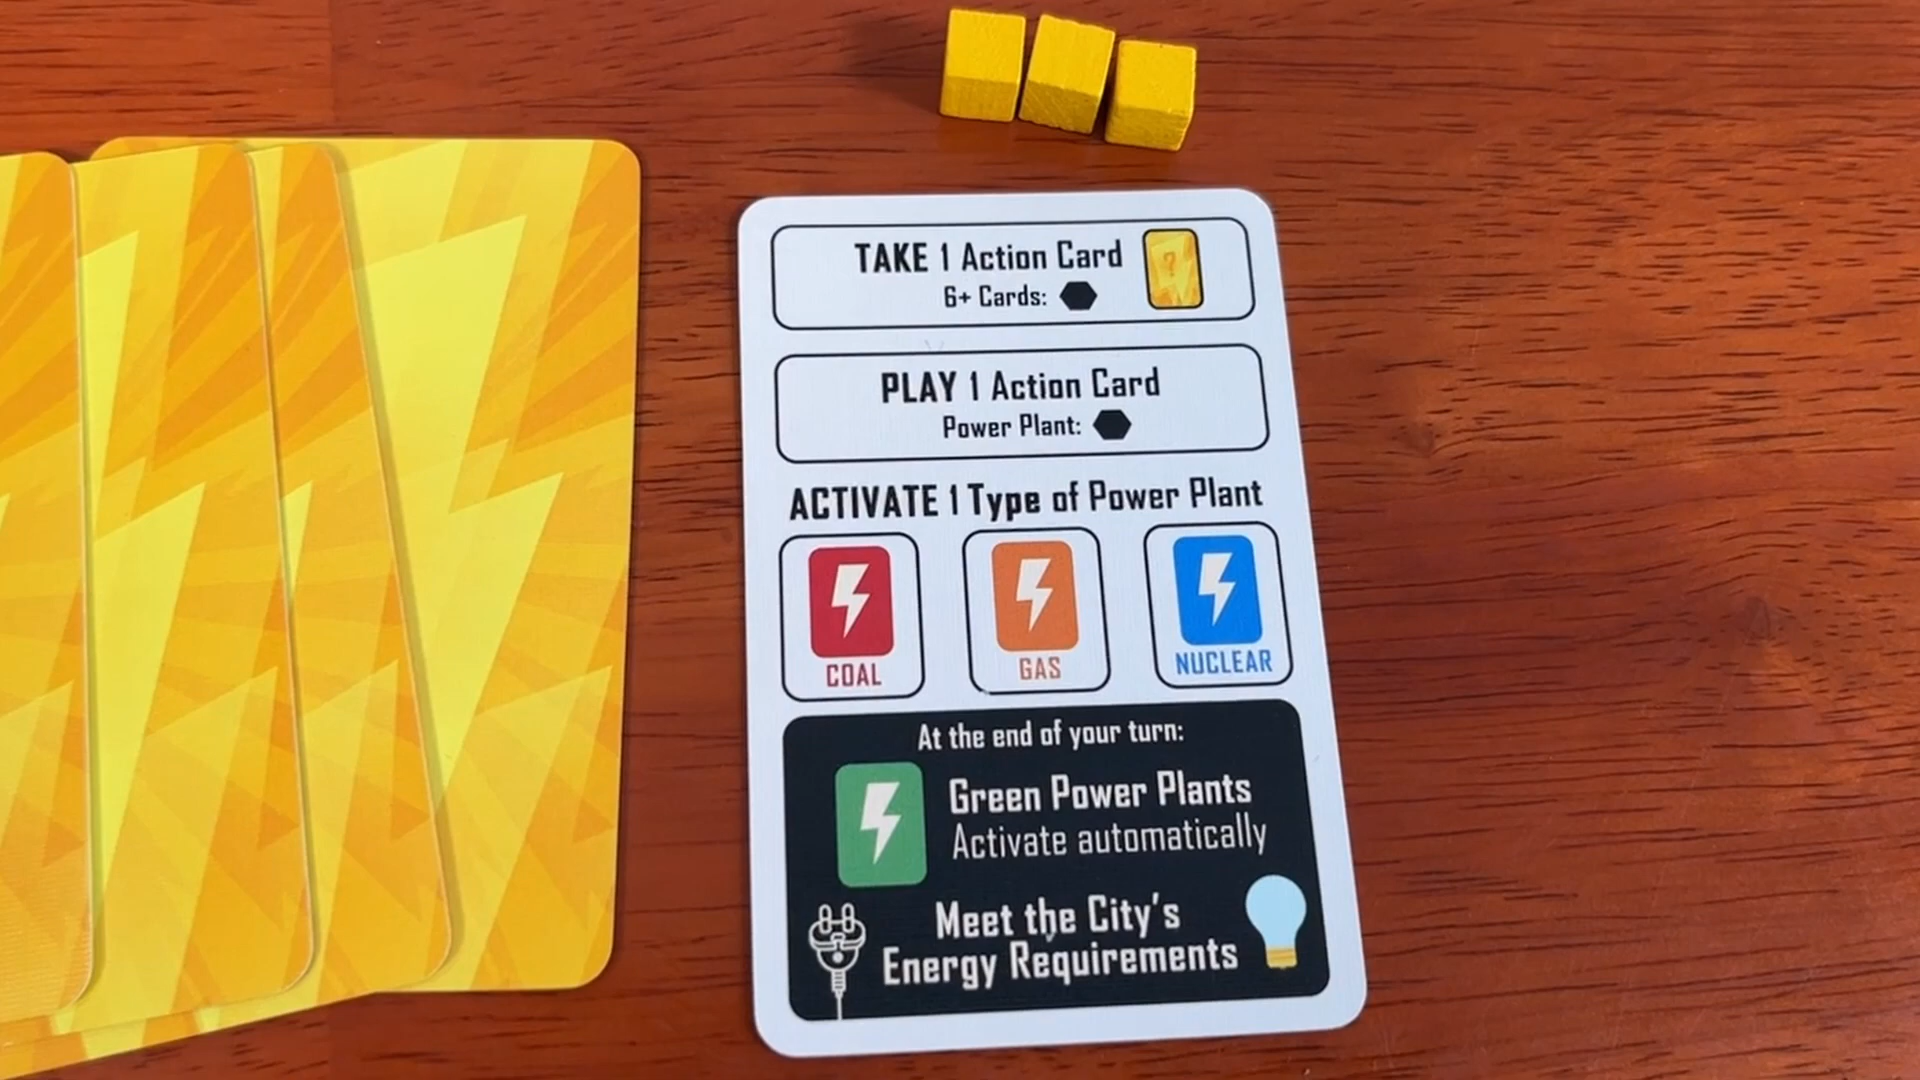 TAKE 1 Action Card
?
6+ Cards:
PLAY 1 Action Card
Power Plant:
ACTIVATE 1 Type of Power Plant
COAL
GAS
NUCLEAR
At the end of your turn:
Green Power Plants
Activate automatically
Meet the City's
Energy Requirements